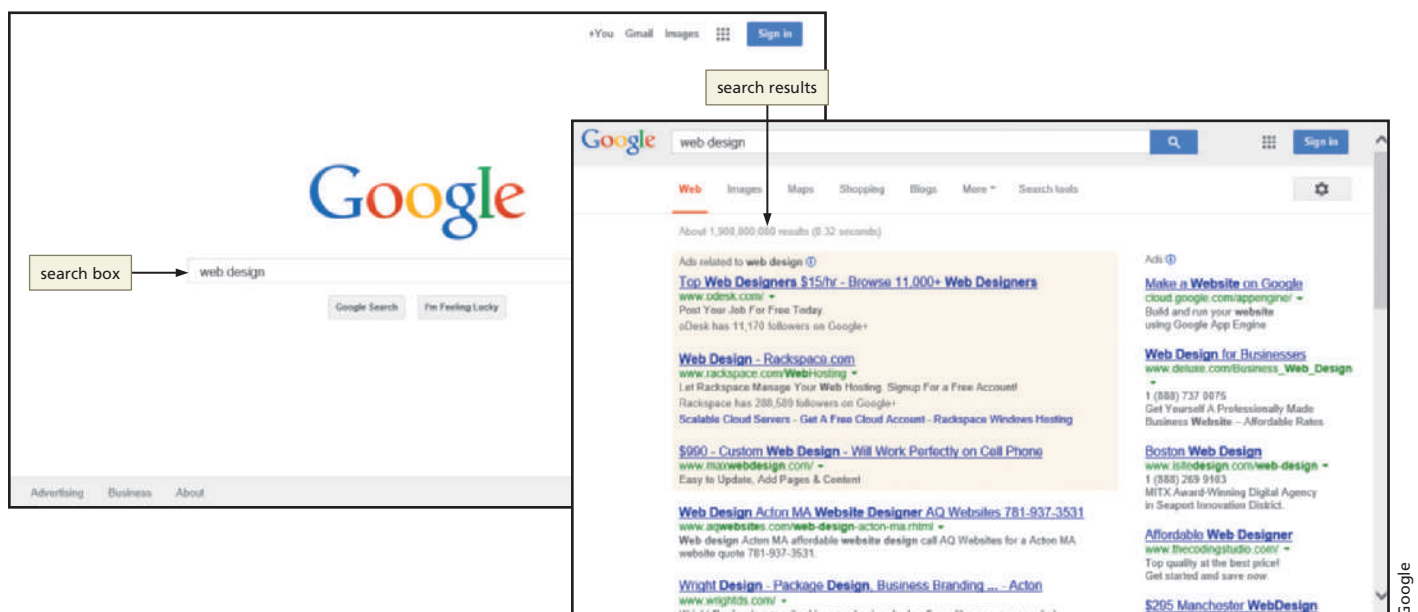 +You Gmail Images Sign in
Google
search box
web design
Google Search I'm Feeling Lucky
Advertising Business About
search results
Google web design Sign in
Web Images Maps Shopping Blogs More Search tools
About 1,900,000,000 results (0.32 seconds)
Ads related to web design
Top Web Designers $15/hr - Browse 11,000+ Web Designers
www.odesk.com/
Post Your Job For Free Today
oDesk has 11,170 followers on Google+
Web Design - Rackspace.com
www.rackspace.com/WebHosting
Let Rackspace Manage Your Web Hosting. Signup For a Free Account!
Rackspace has 288,589 followers on Google+
Scalable Cloud Servers - Get A Free Cloud Account - Rackspace Windows Hosting
$990 - Custom Web Design - Will Work Perfectly on Cell Phone
www.maxwebdesign.com/
Easy to Update, Add Pages & Content
Web Design Acton MA Website Designer AQ Websites 781-937-3531
www.aqwebsites.com/web-design-acton-ma.rhtml
Web design Acton MA affordable website design call AQ Websites for a Acton MA
website quote 781-937-3531.
Wright Design - Package Design, Business Branding ... - Acton
www.wrightds.com/
Ads
Make a Website on Google
cloud.google.com/appengine/
Build and run your website
using Google App Engine
Web Design for Businesses
www.deluxe.com/Business_Web_Design
1 (888) 737 0075
Get Yourself A Professionally Made
Business Website – Affordable Rates.
Boston Web Design
www.isitedesign.com/web-design
1 (888) 269 9103
MITX Award-Winning Digital Agency
in Seaport Innovation District.
Affordable Web Designer
www.thecodingstudio.com/
Top quality at the best price!
Get started and save now.
$295 Manchester WebDesign
Google